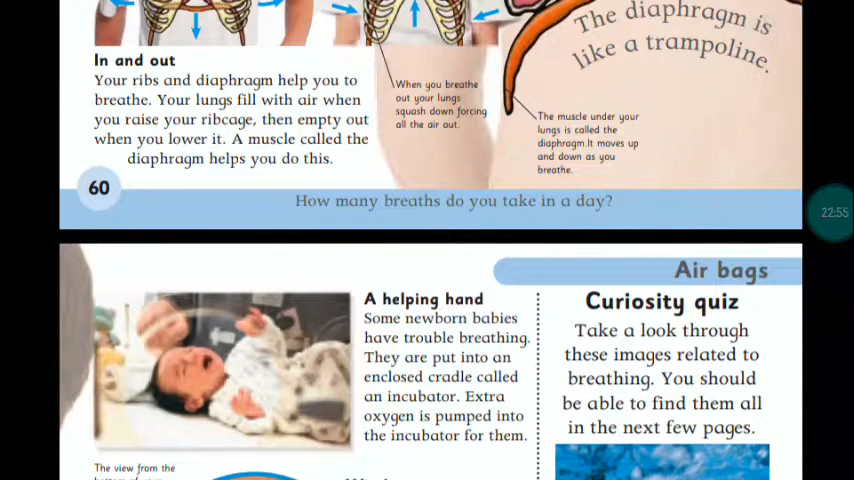 The diaphragm is
like a trampoline.
In and out
Your ribs and diaphragm help you to
breathe. Your lungs fill with air when
you raise your ribcage, then empty out
when you lower it. A muscle called the
diaphragm helps you do this.
When you breathe
out your lungs
squash down forcing
all the air out.
The muscle under your
lungs is called the
diaphragm.It moves up
and down as you
breathe.
60
How many breaths do you take in a day?
22:55
Air bags
A helping hand
Some newborn babies
have trouble breathing.
They are put into an
enclosed cradle called
an incubator. Extra
oxygen is pumped into
the incubator for them.
Curiosity quiz
Take a look through
these images related to
breathing. You should
be able to find them all
in the next few pages.
The view from the